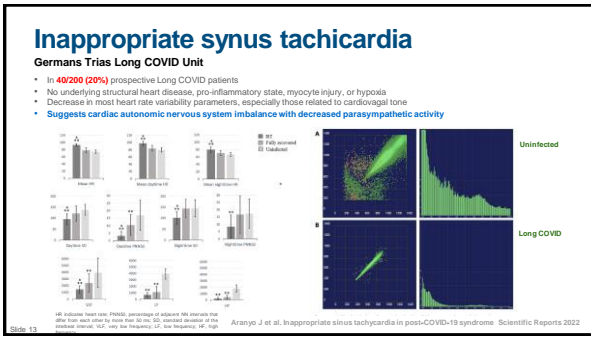 Inappropriate synus tachicardia
Germans Trias Long COVID Unit
• In 40/200 (20%) prospective Long COVID patients
• No underlying structural heart disease, pro-inflammatory state, myocyte injury, or hypoxia
• Decrease in most heart rate variability parameters, especially those related to cardiovagal tone
• Suggests cardiac autonomic nervous system imbalance with decreased parasympathetic activity
IST
Fully recovered
Uninfected
Mean HR
Mean daytime HR
Mean nighttime HR
Daytime SD
Daytime PNN50
Nighttime SD
Nighttime PNN50
VLF
LF
HF
A
Uninfected
B
Long COVID
HR indicates heart rate; PNN50, percentage of adjacent NN intervals that
differ from each other by more than 50 ms; SD, standard deviation of the
interbeat interval; VLF, very low frequency; LF, low frequency; HF, high
frequency
Aranyo J et al. Inappropriate sinus tachycardia in post-COVID-19 syndrome Scientific Reports 2022
Slide 13